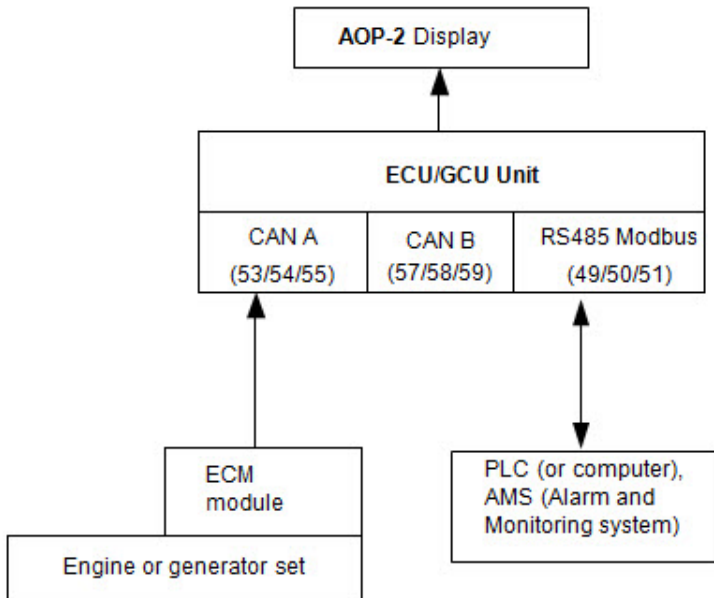 AOP-2 Display
ECU/GCU Unit
CAN A
(53/54/55)
CAN B
(57/58/59)
RS485 Modbus
(49/50/51)
ECM
module
Engine or generator set
PLC (or computer),
AMS (Alarm and
Monitoring system)